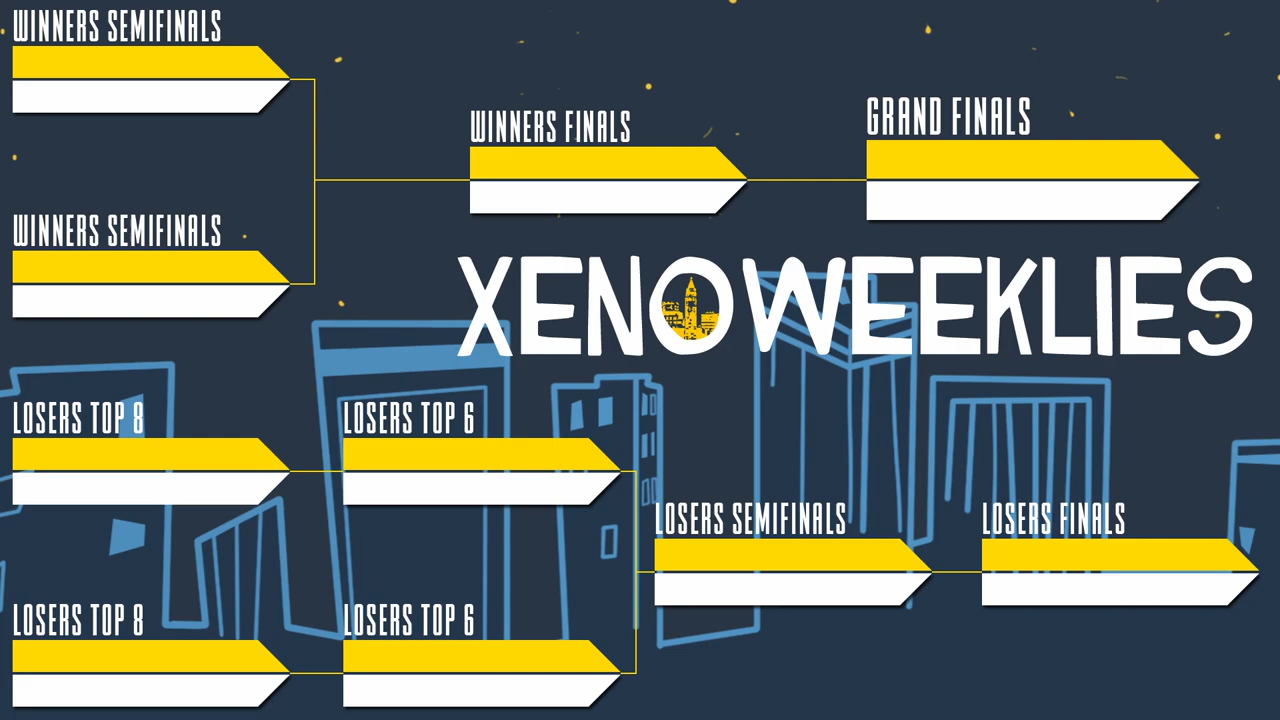 WINNERS SEMIFINALS
WINNERS FINALS
GRAND FINALS
WINNERS SEMIFINALS
XENOWEEKLIES
LOSERS TOP 8
LOSERS TOP 6
LOSERS SEMIFINALS
LOSERS FINALS
LOSERS TOP 8
LOSERS TOP 6